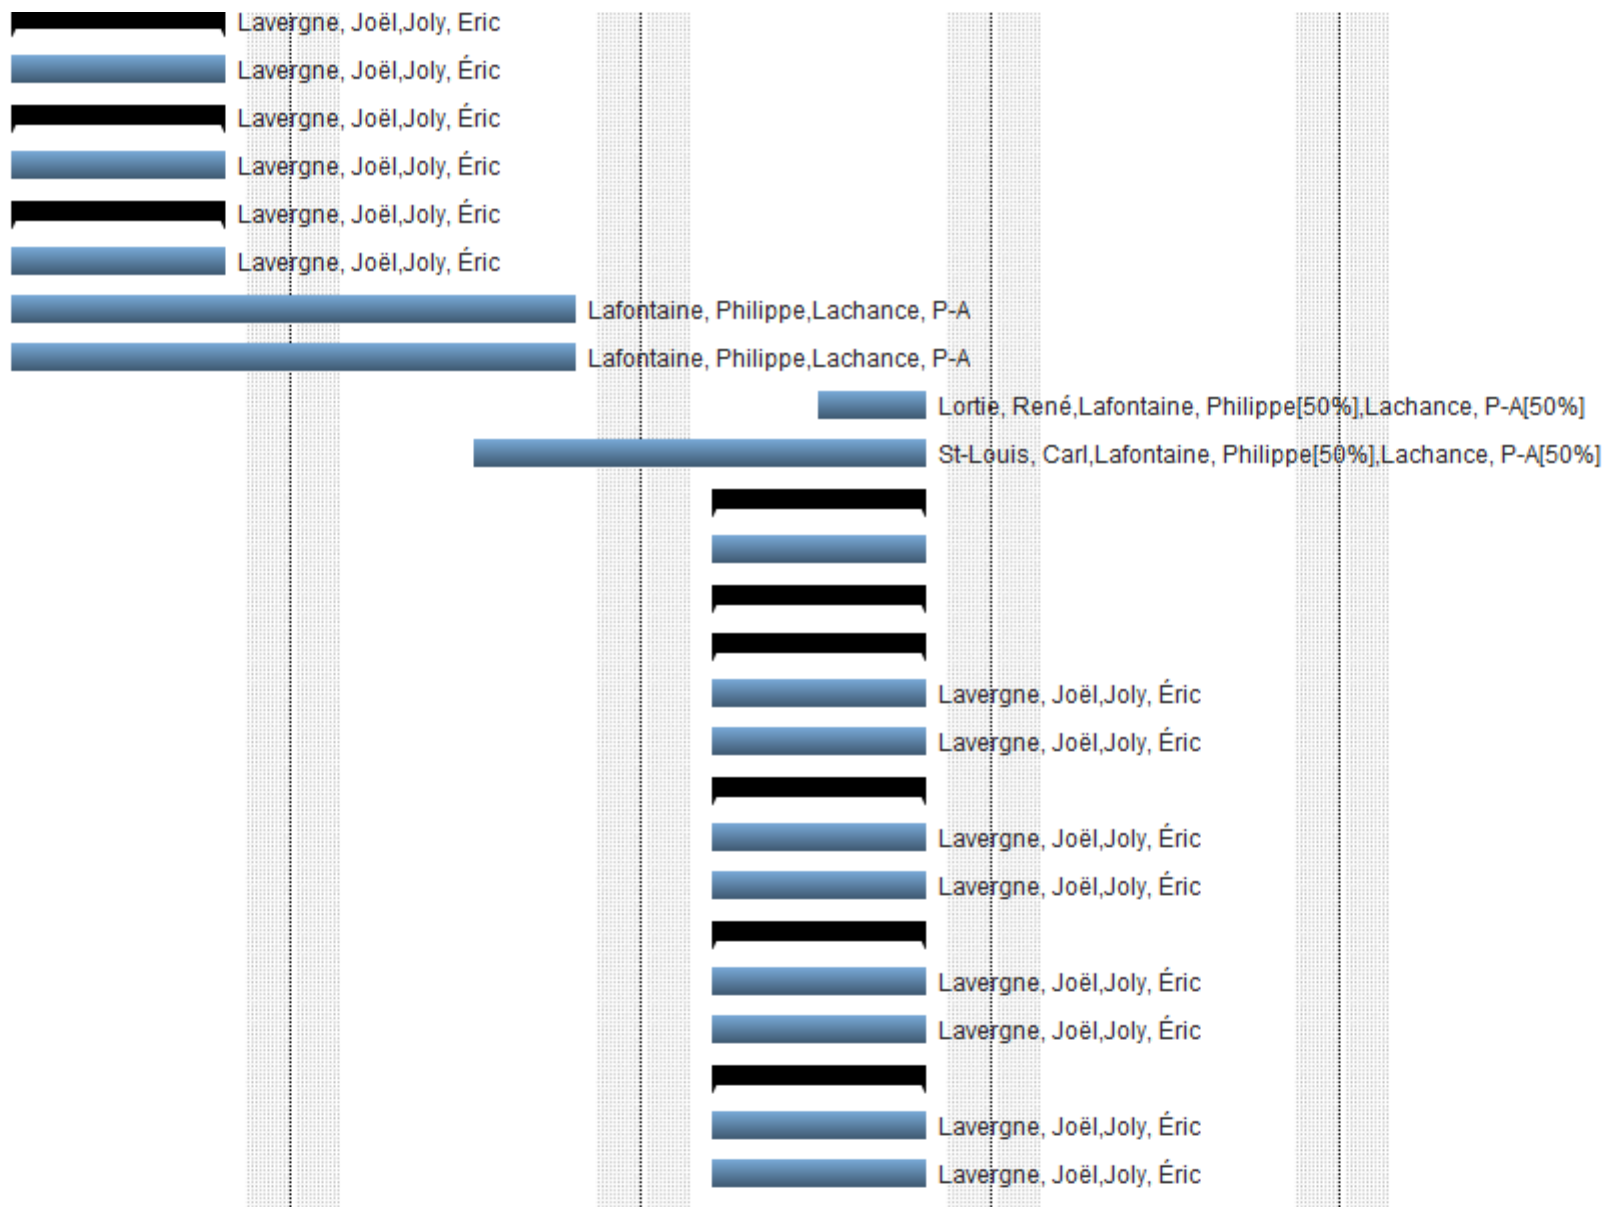 Lavergne, Joël,Joly, Éric
Lavergne, Joël,Joly, Éric
Lavergne, Joël,Joly, Éric
Lavergne, Joël,Joly, Éric
Lavergne, Joël,Joly, Éric
Lavergne, Joël,Joly, Éric
Lafontaine, Philippe,Lachance, P-A
Lafontaine, Philippe,Lachance, P-A
Lortie, René,Lafontaine, Philippe[50%],Lachance, P-A[50%]
St-Louis, Carl,Lafontaine, Philippe[50%],Lachance, P-A[50%]
Lavergne, Joël,Joly, Éric
Lavergne, Joël,Joly, Éric
Lavergne, Joël,Joly, Éric
Lavergne, Joël,Joly, Éric
Lavergne, Joël,Joly, Éric
Lavergne, Joël,Joly, Éric
Lavergne, Joël,Joly, Éric
Lavergne, Joël,Joly, Éric